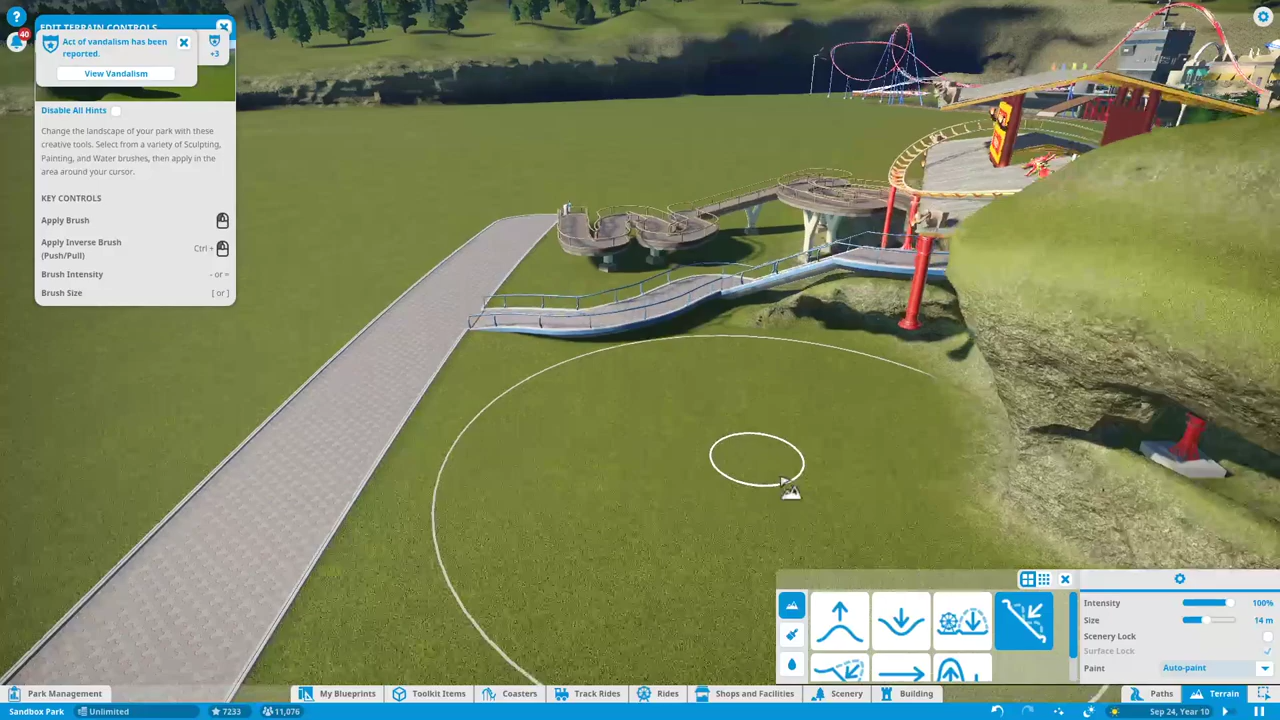 ?
EDIT TERRAIN CONTROLS
40
Act of vandalism has been
reported.
+3
View Vandalism
Disable All Hints
Change the landscape of your park with these
creative tools. Select from a variety of Sculpting,
Painting, and Water brushes, then apply in the
area around your cursor.
KEY CONTROLS
Apply Brush
Apply Inverse Brush
(Push/Pull)
Ctrl +
Brush Intensity
- or =
Brush Size
[ or ]
Intensity
100%
Size
14 m
Scenery Lock
Surface Lock
Paint
Auto-paint
Park Management
My Blueprints
Toolkit Items
Coasters
Track Rides
Rides
Shops and Facilities
Scenery
Building
Paths
Terrain
Sandbox Park
Unlimited
7233
11,076
Sep 24, Year 10